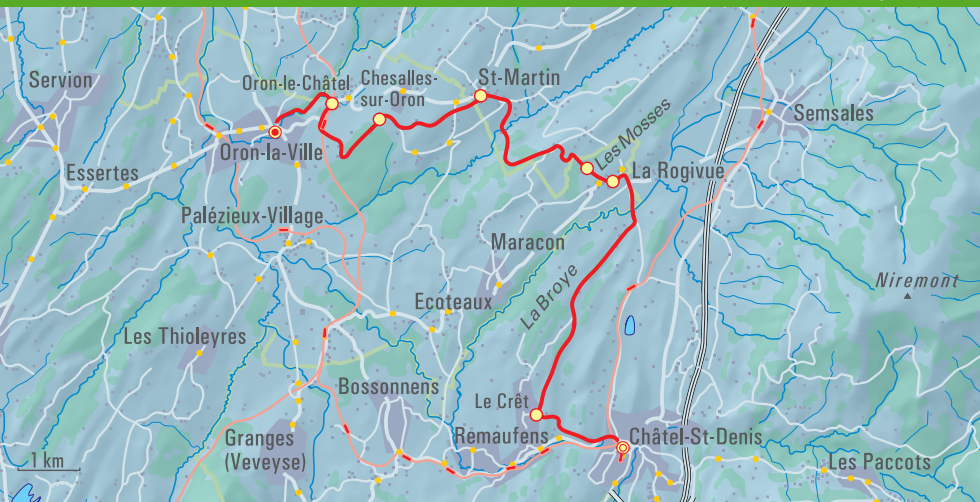 Servion
Oron-le-Châtel
Chesalles-
sur-Oron
St-Martin
Semsales
Oron-la-Ville
Les Mosses
La Rogivue
Essertes
Palézieux-Village
Maracon
Niremont
Ecoteaux
La Broye
Les Thioleyres
Bossonnens
Le Crêt
Remaufens
Châtel-St-Denis
Granges
(Veveyse)
Les Paccots
1 km